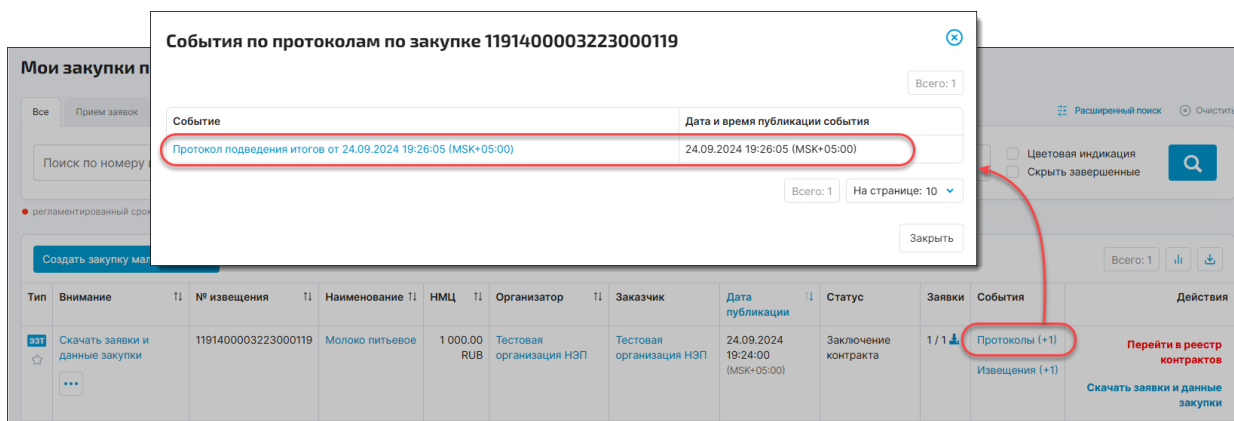 События по протоколам по закупке 1191400003223000119
Всего: 1
Событие Дата и время публикации события
Протокол подведения итогов от 24.09.2024 19:26:05 (MSK+05:00) 24.09.2024 19:26:05 (MSK+05:00)
Всего: 1 На странице: 10
Закрыть
Мои закупки п
Все Прием заявок
Расширенный поиск Очистить
Поиск по номеру
Цветовая индикация
Скрыть завершенные
регламентированный срок
Создать закупку мал
Всего: 1
Тип Внимание № извещения Наименование НМЦ Организатор Заказчик Дата публикации Статус Заявки События Действия
ЗЗТ Скачать заявки и данные закупки 1191400003223000119 Молоко питьевое 1 000.00 RUB Тестовая организация НЭП Тестовая организация НЭП 24.09.2024 19:24:00 (MSK+05:00) Заключение контракта 1 / 1 Протоколы (+1) Перейти в реестр контрактов
Извещения (+1)
Скачать заявки и данные закупки